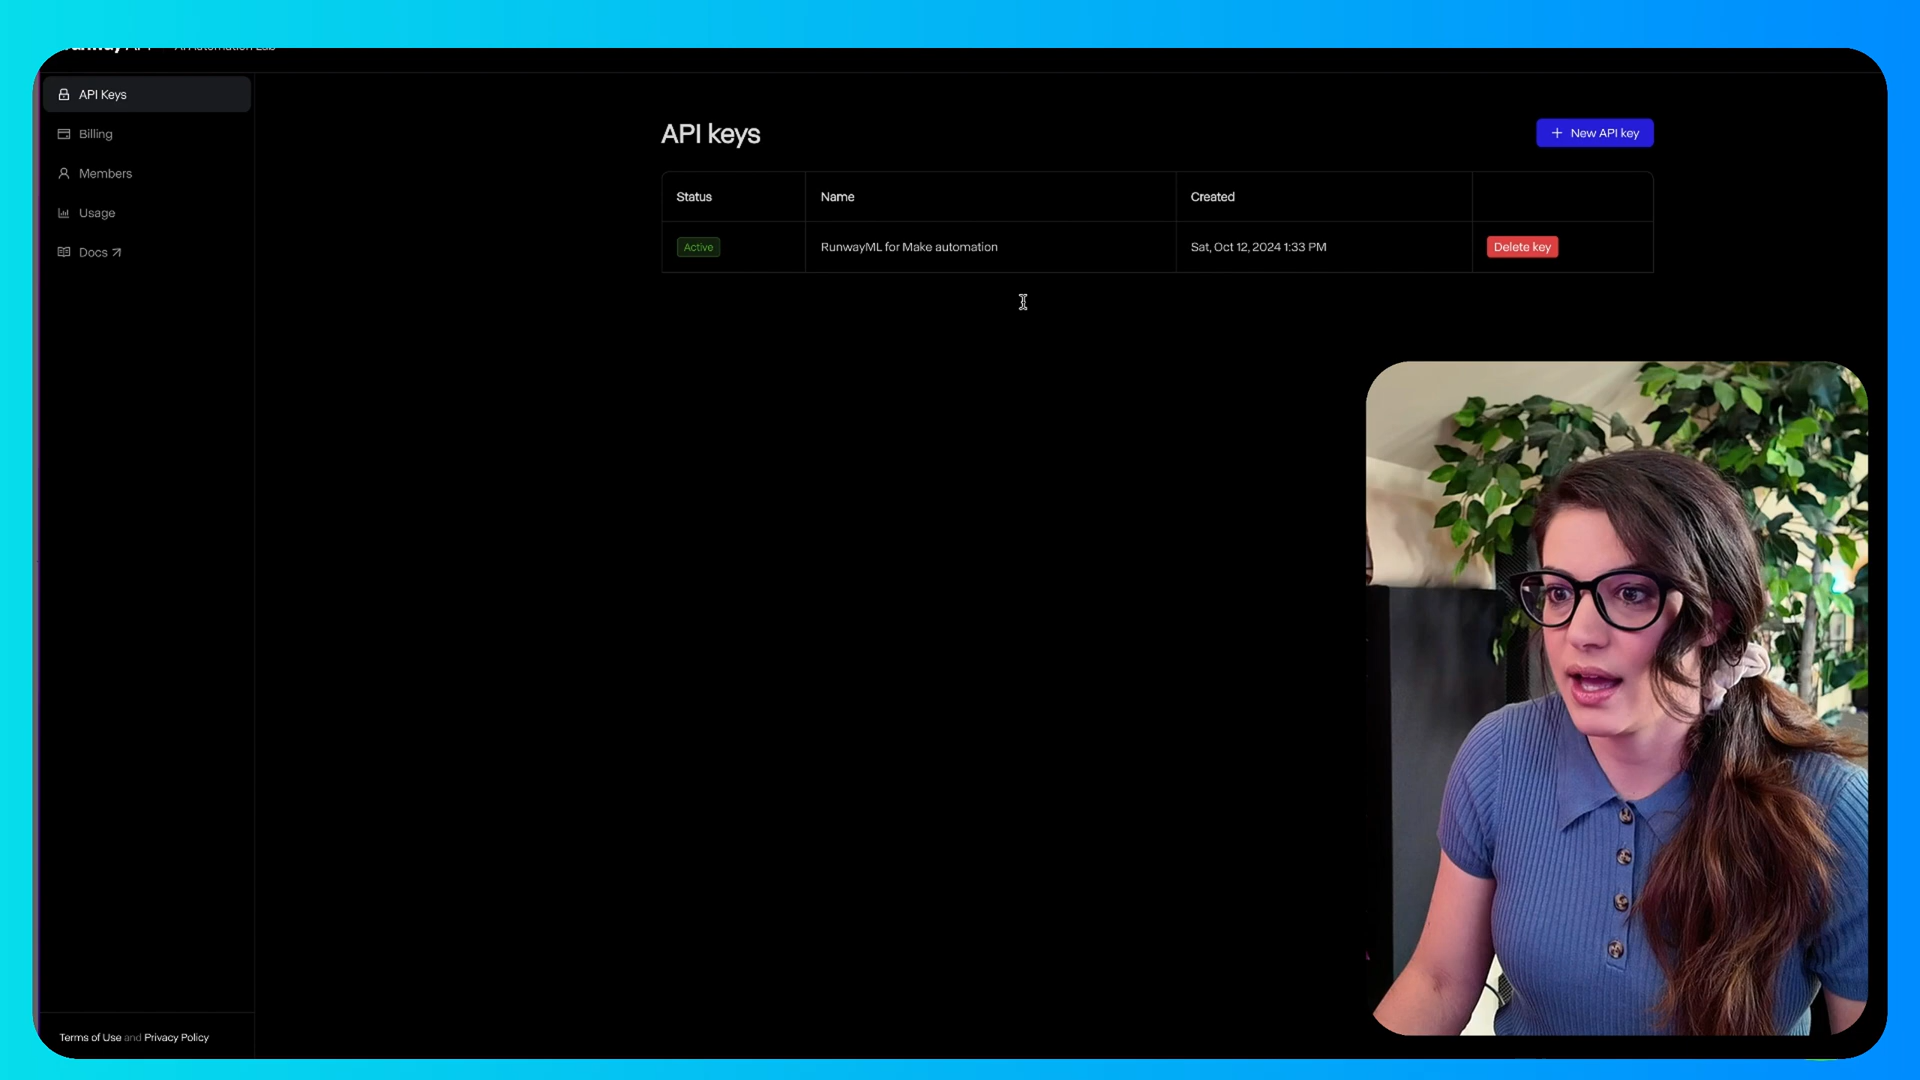 API Keys
Billing
Members
Usage
Docs
API keys
New API key
Status Name Created
Active RunwayML for Make automation Sat, Oct 12, 2024 1:33 PM Delete key
Terms of Use and Privacy Policy